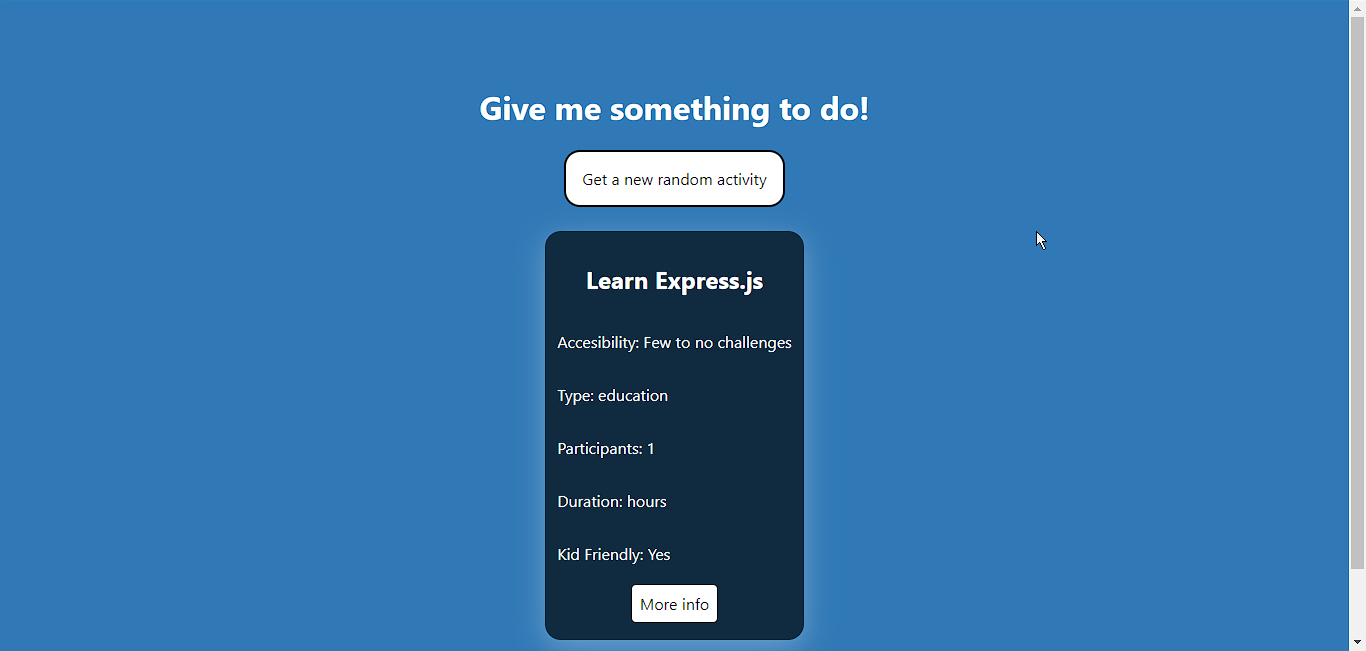 Give me something to do!
Get a new random activity
Learn Express.js
Accesibility: Few to no challenges
Type: education
Participants: 1
Duration: hours
Kid Friendly: Yes
More info